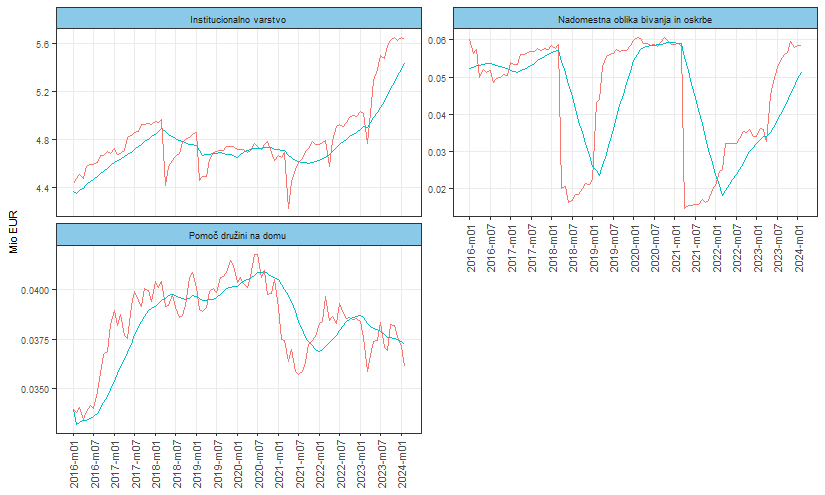 Institucionalno varstvo
Nadomestna oblika bivanja in oskrbe
5.6
5.2
4.8
4.4
0.06
0.05
0.04
0.03
0.02
2016-m01
2016-m07
2017-m01
2017-m07
2018-m01
2018-m07
2019-m01
2019-m07
2020-m01
2020-m07
2021-m01
2021-m07
2022-m01
2022-m07
2023-m01
2023-m07
2024-m01
Mio EUR
Pomoč družini na domu
0.0400
0.0375
0.0350
2016-m01
2016-m07
2017-m01
2017-m07
2018-m01
2018-m07
2019-m01
2019-m07
2020-m01
2020-m07
2021-m01
2021-m07
2022-m01
2022-m07
2023-m01
2023-m07
2024-m01